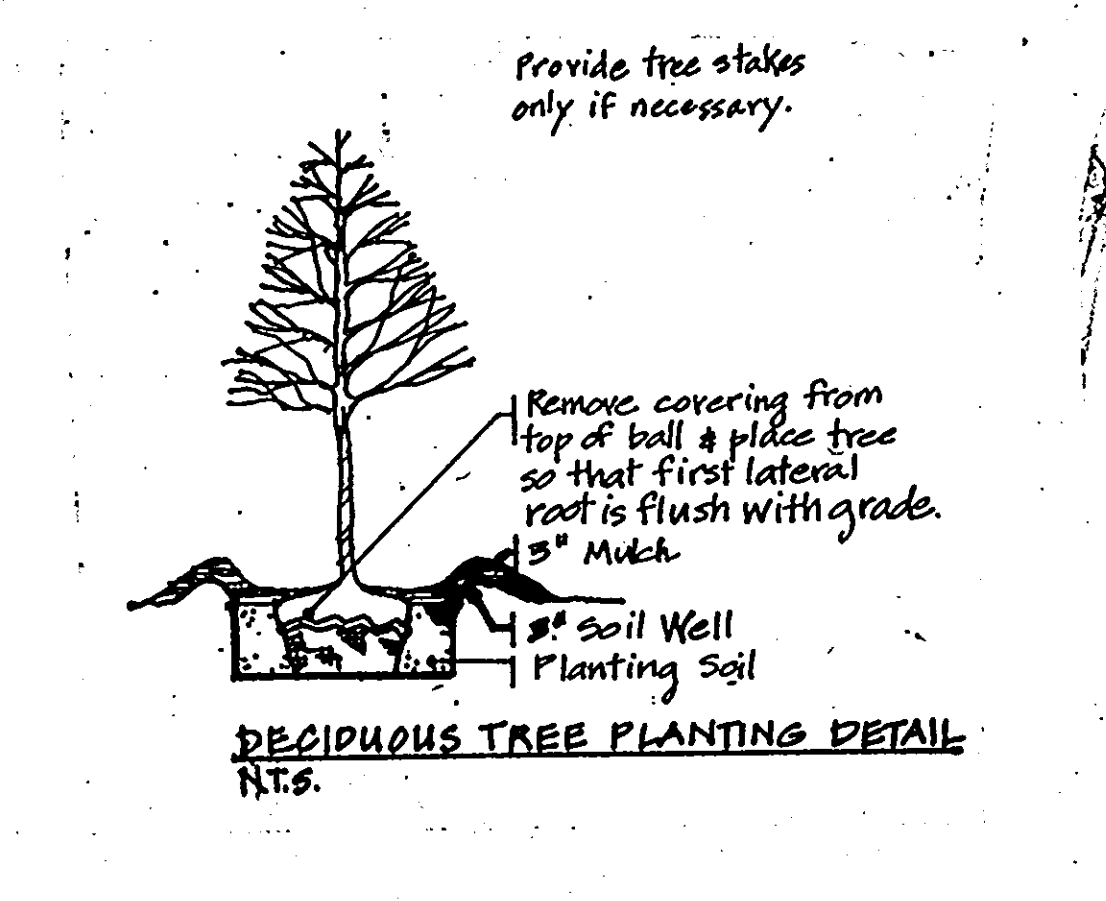 Provide tree stakes
only if necessary.
Remove covering from
top of ball & place tree
so that first lateral
root is flush with grade.
3" Mulch
3" Soil Well
Planting Soil
DECIDUOUS TREE PLANTING DETAIL
N.T.S.